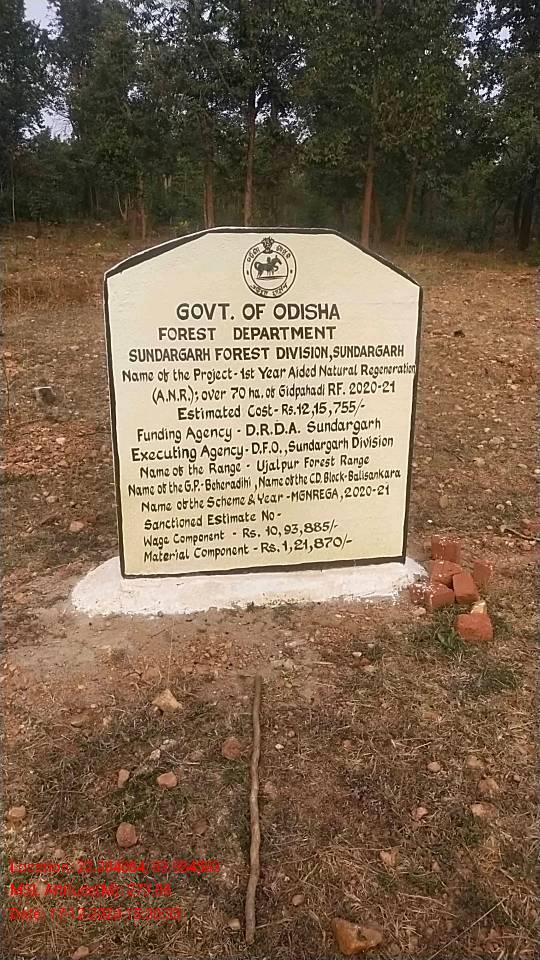 GOVT. OF ODISHA
FOREST DEPARTMENT
SUNDARGARH FOREST DIVISION, SUNDARGARH
Name of the Project - 1st Year Aided Natural Regeneration
(A.N.R.); over 70 ha. of Gidpahadi RF. 2020-21
Estimated Cost - Rs.12,15,755/-
Funding Agency - D.R.D.A. Sundargarh
Executing Agency - D.F.O., Sundargarh Division
Name of the Range - Ujalpur Forest Range
Name of the G.P.- Beheradihi, Name of the C.D. Block-Balisankara
Name of the Scheme & Year - MGNREGA, 2020-21
Sanctioned Estimate No -
Wage Component - Rs. 10,93,885/-
Material Component - Rs. 1,21,870/-
Location:
MSL Altitude(M):
Date: